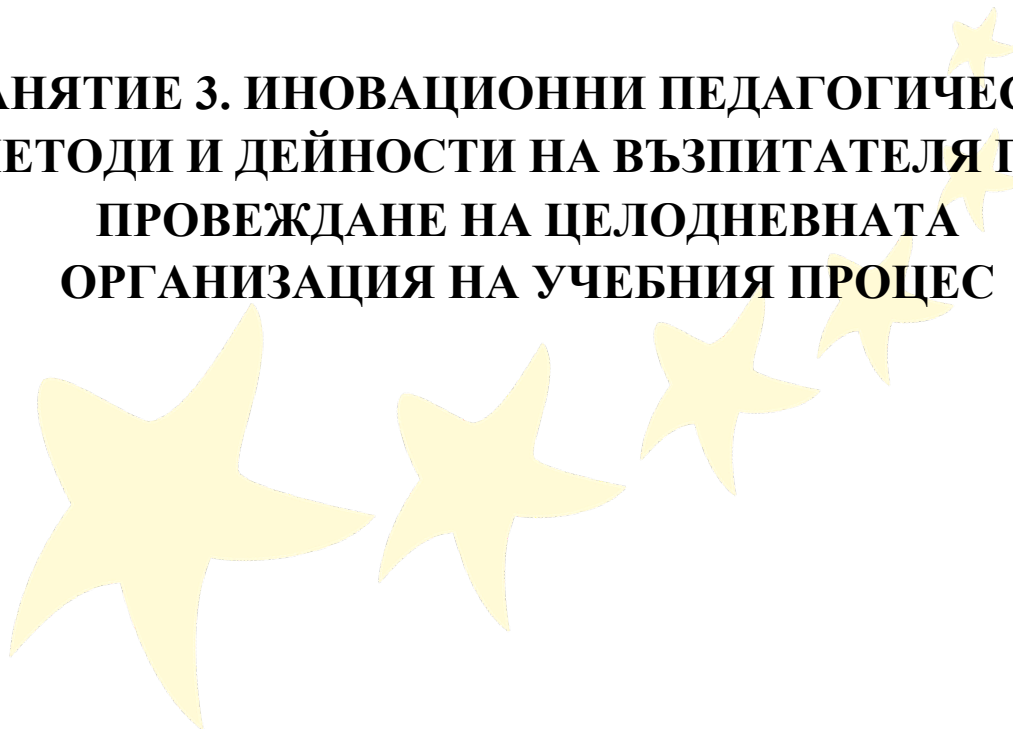 АНЯТИЕ 3. ИНОВАЦИОННИ ПЕДАГОГИЧЕС
ЕТОДИ И ДЕЙНОСТИ НА ВЪЗПИТАТЕЛЯ П
ПРОВЕЖДАНЕ НА ЦЕЛОДНЕВНАТА
ОРГАНИЗАЦИЯ НА УЧЕБНИЯ ПРОЦЕС